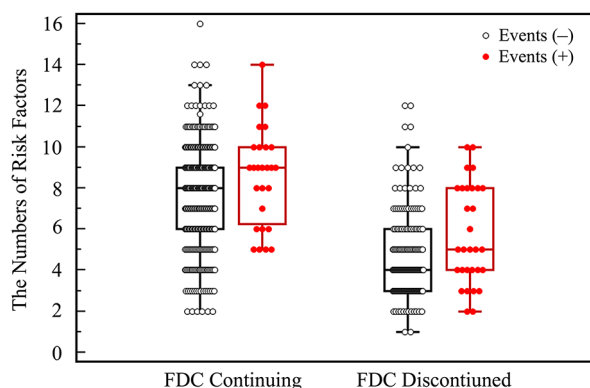 16
14
12
10
8
6
4
2
0
The Numbers of Risk Factors
Events (−)
Events (+)
FDC Continuing
FDC Discontiuned